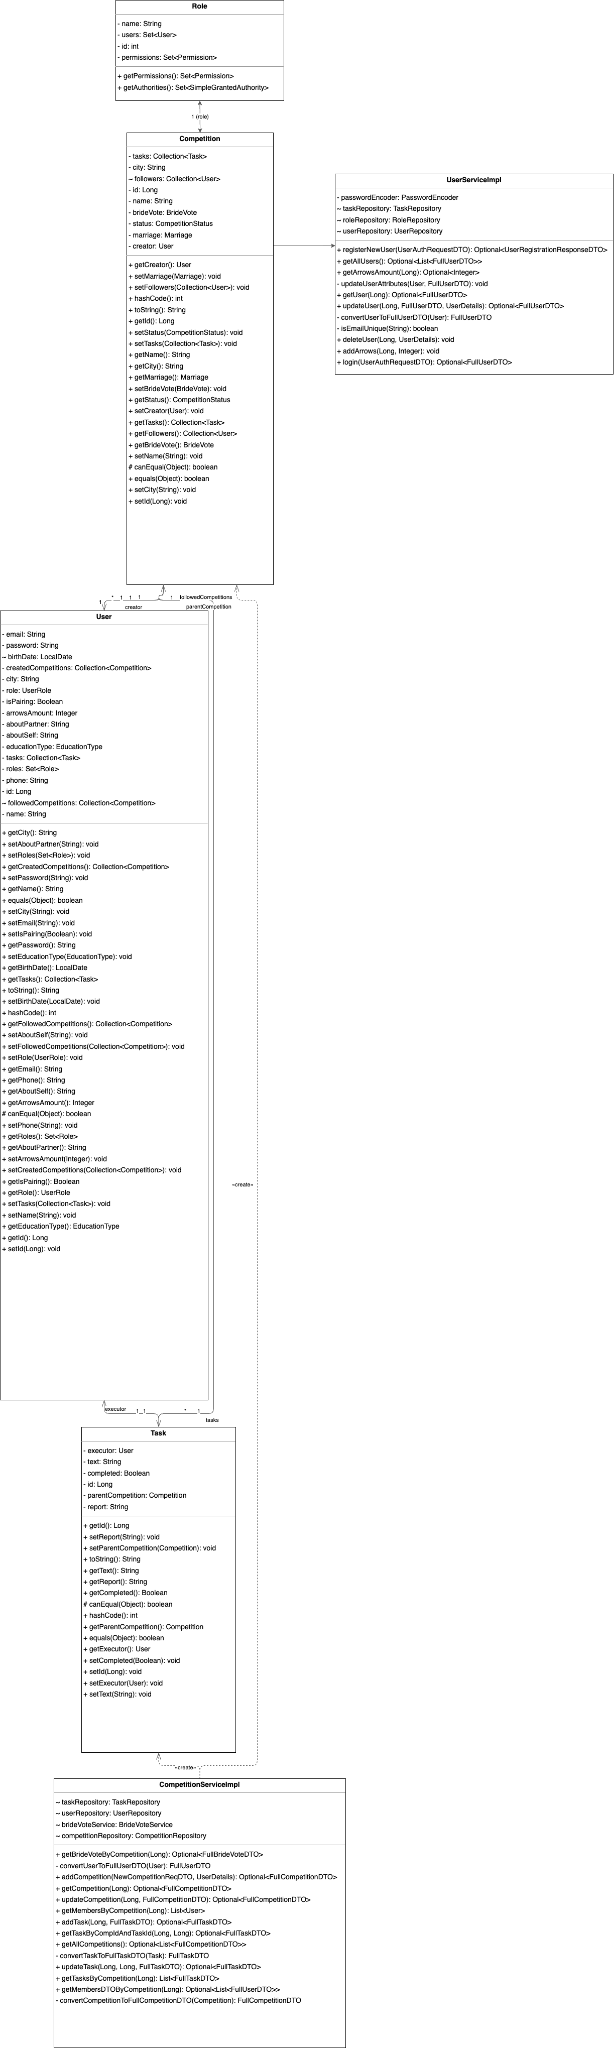 Role
- name: String
- users: Set<User>
- id: int
- permissions: Set<Permission>
+ getPermissions(): Set<Permission>
+ getAuthorities(): Set<SimpleGrantedAuthority>
1 (role)
Competition
- tasks: Collection<Task>
- city: String
~ followers: Collection<User>
- id: Long
- name: String
- brideVote: BrideVote
- status: CompetitionStatus
- marriage: Marriage
- creator: User
+ getCreator(): User
+ setMarriage(Marriage): void
+ setFollowers(Collection<User>): void
+ hashCode(): int
+ toString(): String
+ getId(): Long
+ setStatus(CompetitionStatus): void
+ setTasks(Collection<Task>): void
+ getName(): String
+ getCity(): String
+ getMarriage(): Marriage
+ setBrideVote(BrideVote): void
+ getStatus(): CompetitionStatus
+ setCreator(User): void
+ getTasks(): Collection<Task>
+ getFollowers(): Collection<User>
+ getBrideVote(): BrideVote
+ setName(String): void
# canEqual(Object): boolean
+ equals(Object): boolean
+ setCity(String): void
+ setId(Long): void
UserServiceImpl
- passwordEncoder: PasswordEncoder
~ taskRepository: TaskRepository
~ roleRepository: RoleRepository
~ userRepository: UserRepository
+ registerNewUser(UserAuthRequestDTO): Optional<UserRegistrationResponseDTO>
+ getAllUsers(): Optional<List<FullUserDTO>>
+ getArrowsAmount(Long): Optional<Integer>
- updateUserAttributes(User, FullUserDTO): void
+ getUser(Long): Optional<FullUserDTO>
+ updateUser(Long, FullUserDTO, UserDetails): Optional<FullUserDTO>
- convertUserToFullUserDTO(User): FullUserDTO
- isEmailUnique(String): boolean
+ deleteUser(Long, UserDetails): void
+ addArrows(Long, Integer): void
+ login(UserAuthRequestDTO): Optional<FullUserDTO>
* 1 1 1 * 1 followedCompetitions
1 creator parentCompetition
User
- email: String
- password: String
~ birthDate: LocalDate
- createdCompetitions: Collection<Competition>
- city: String
- role: UserRole
- isPairing: Boolean
- arrowsAmount: Integer
- aboutPartner: String
- aboutSelf: String
- educationType: EducationType
- tasks: Collection<Task>
- roles: Set<Role>
- phone: String
- id: Long
~ followedCompetitions: Collection<Competition>
- name: String
+ getCity(): String
+ setAboutPartner(String): void
+ setRoles(Set<Role>): void
+ getCreatedCompetitions(): Collection<Competition>
+ setPassword(String): void
+ getName(): String
+ equals(Object): boolean
+ setCity(String): void
+ setEmail(String): void
+ setIsPairing(Boolean): void
+ getPassword(): String
+ setEducationType(EducationType): void
+ getBirthDate(): LocalDate
+ getTasks(): Collection<Task>
+ toString(): String
+ setBirthDate(LocalDate): void
+ hashCode(): int
+ getFollowedCompetitions(): Collection<Competition>
+ setAboutSelf(String): void
+ setFollowedCompetitions(Collection<Competition>): void
+ setRole(UserRole): void
+ getEmail(): String
+ getPhone(): String
+ getAboutSelf(): String
+ getArrowsAmount(): Integer
# canEqual(Object): boolean
+ setPhone(String): void
+ getRoles(): Set<Role>
+ getAboutPartner(): String
+ setArrowsAmount(Integer): void
+ setCreatedCompetitions(Collection<Competition>): void
+ getIsPairing(): Boolean
+ getRole(): UserRole
+ setTasks(Collection<Task>): void
+ setName(String): void
+ getEducationType(): EducationType
+ getId(): Long
+ setId(Long): void
«create»
executor 1 1 * 1
tasks
Task
- executor: User
- text: String
- completed: Boolean
- id: Long
- parentCompetition: Competition
- report: String
+ getId(): Long
+ setReport(String): void
+ setParentCompetition(Competition): void
+ toString(): String
+ getText(): String
+ getReport(): String
+ getCompleted(): Boolean
# canEqual(Object): boolean
+ hashCode(): int
+ getParentCompetition(): Competition
+ equals(Object): boolean
+ getExecutor(): User
+ setCompleted(Boolean): void
+ setId(Long): void
+ setExecutor(User): void
+ setText(String): void
«create»
CompetitionServiceImpl
~ taskRepository: TaskRepository
~ userRepository: UserRepository
~ brideVoteService: BrideVoteService
~ competitionRepository: CompetitionRepository
+ getBrideVoteByCompetition(Long): Optional<FullBrideVoteDTO>
- convertUserToFullUserDTO(User): FullUserDTO
+ addCompetition(NewCompetitionReqDTO, UserDetails): Optional<FullCompetitionDTO>
+ getCompetition(Long): Optional<FullCompetitionDTO>
+ updateCompetition(Long, FullCompetitionDTO): Optional<FullCompetitionDTO>
+ getMembersByCompetition(Long): List<User>
+ addTask(Long, FullTaskDTO): Optional<FullTaskDTO>
+ getTaskByCompIdAndTaskId(Long, Long): Optional<FullTaskDTO>
+ getAllCompetitions(): Optional<List<FullCompetitionDTO>>
- convertTaskToFullTaskDTO(Task): FullTaskDTO
+ updateTask(Long, Long, FullTaskDTO): Optional<FullTaskDTO>
+ getTasksByCompetition(Long): List<FullTaskDTO>
+ getMembersDTOByCompetition(Long): Optional<List<FullUserDTO>>
- convertCompetitionToFullCompetitionDTO(Competition): FullCompetitionDTO